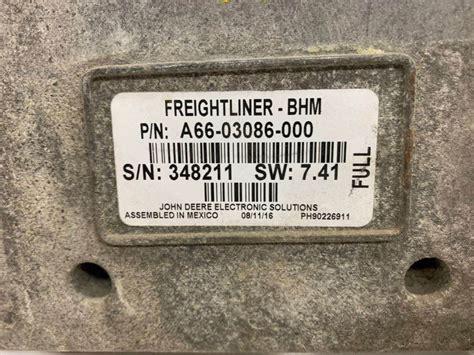 FREIGHTLINER - BHM
P/N: A66-03086-000
S/N: 348211 SW: 7.41
FULL
JOHN DEERE ELECTRONIC SOLUTIONS
ASSEMBLED IN MEXICO 08/11/16 PH90226911